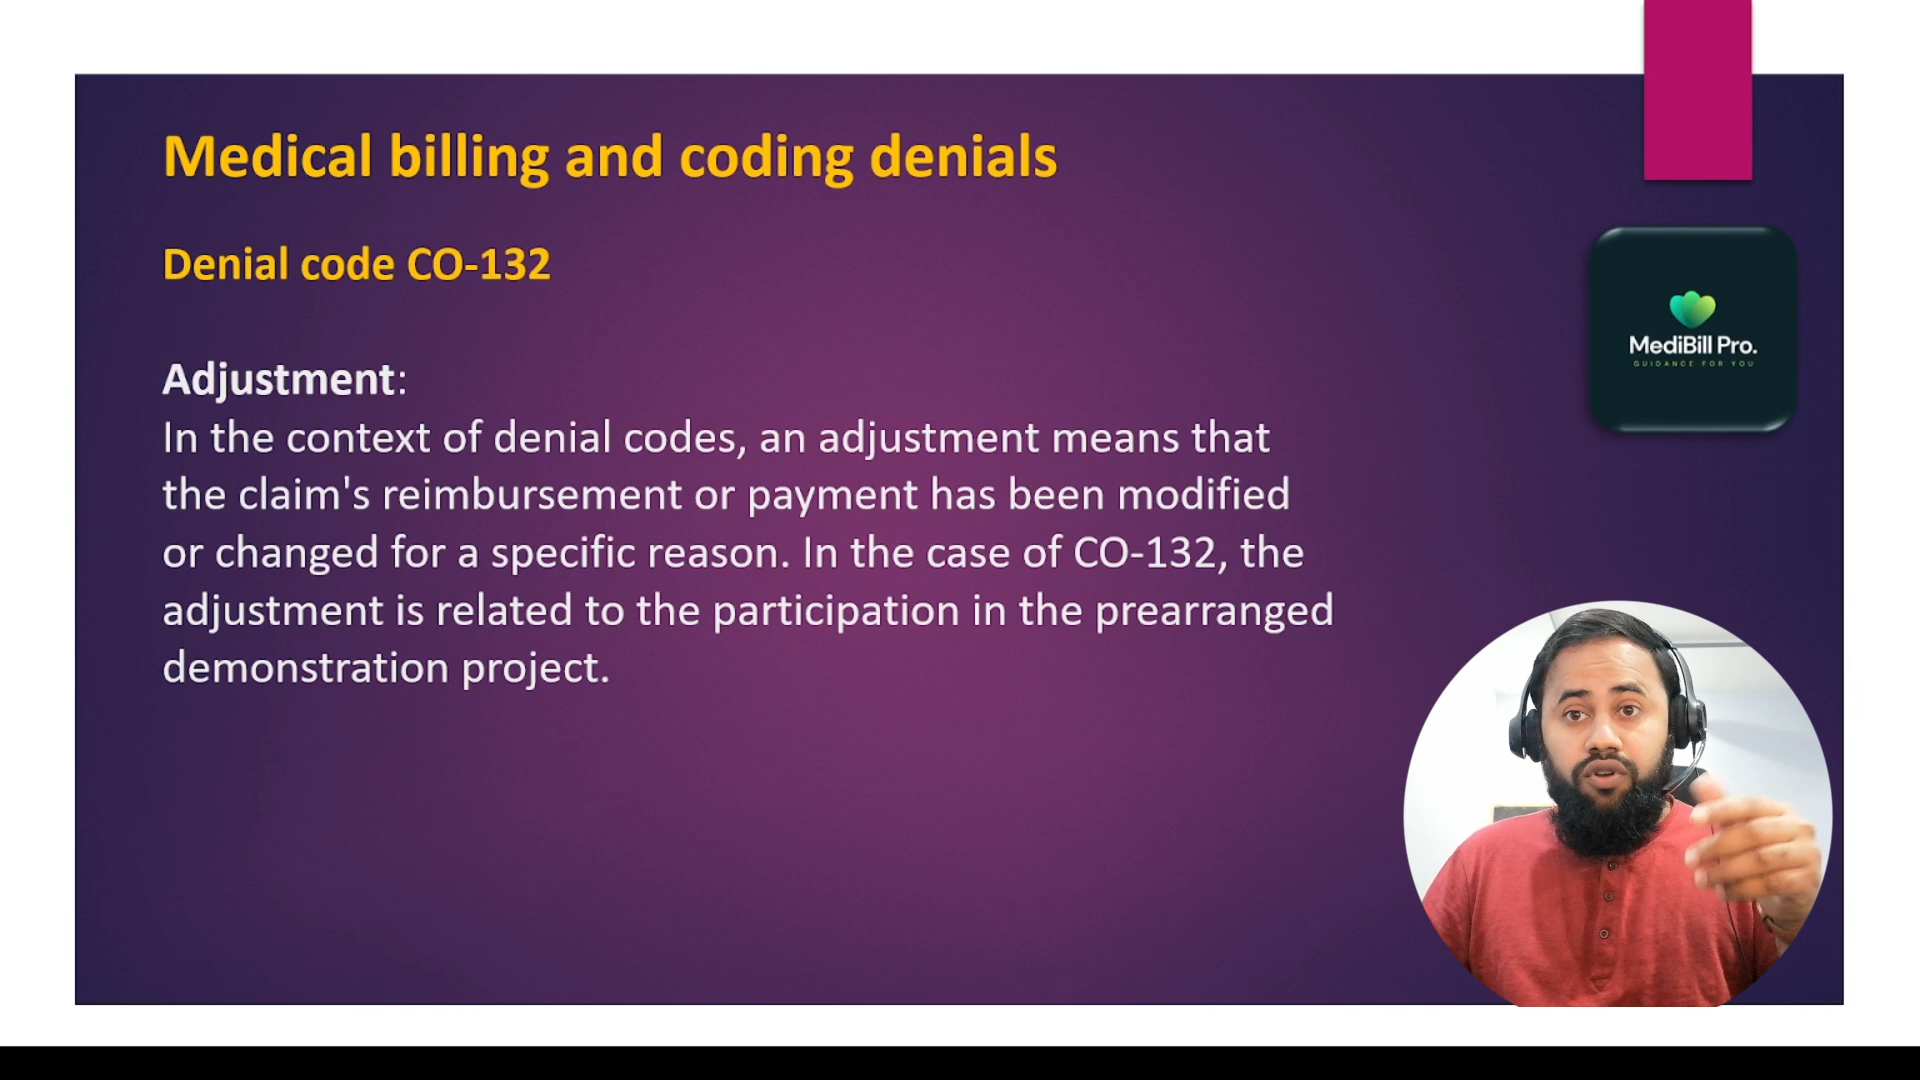 Medical billing and coding denials
Denial code CO-132
Adjustment:
In the context of denial codes, an adjustment means that
the claim's reimbursement or payment has been modified
or changed for a specific reason. In the case of CO-132, the
adjustment is related to the participation in the prearranged
demonstration project.
MediBill Pro.
GUIDANCE FOR YOU